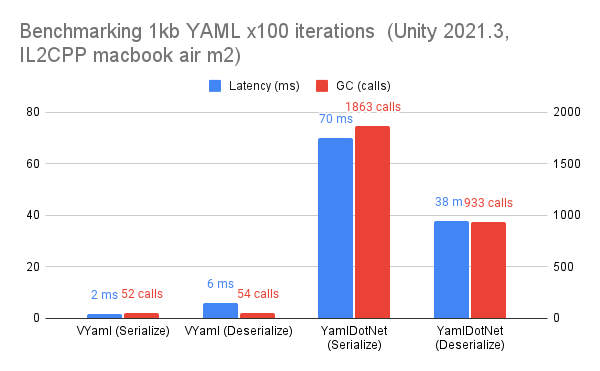 Benchmarking 1kb YAML x100 iterations (Unity 2021.3,
IL2CPP macbook air m2)
Latency (ms) GC (calls)
80 2000
60 1500
40 1000
20 500
0 0
2 ms 52 calls
6 ms 54 calls
70 ms 1863 calls
38 m 933 calls
VYaml (Serialize)
VYaml (Deserialize)
YamlDotNet
(Serialize)
YamlDotNet
(Deserialize)